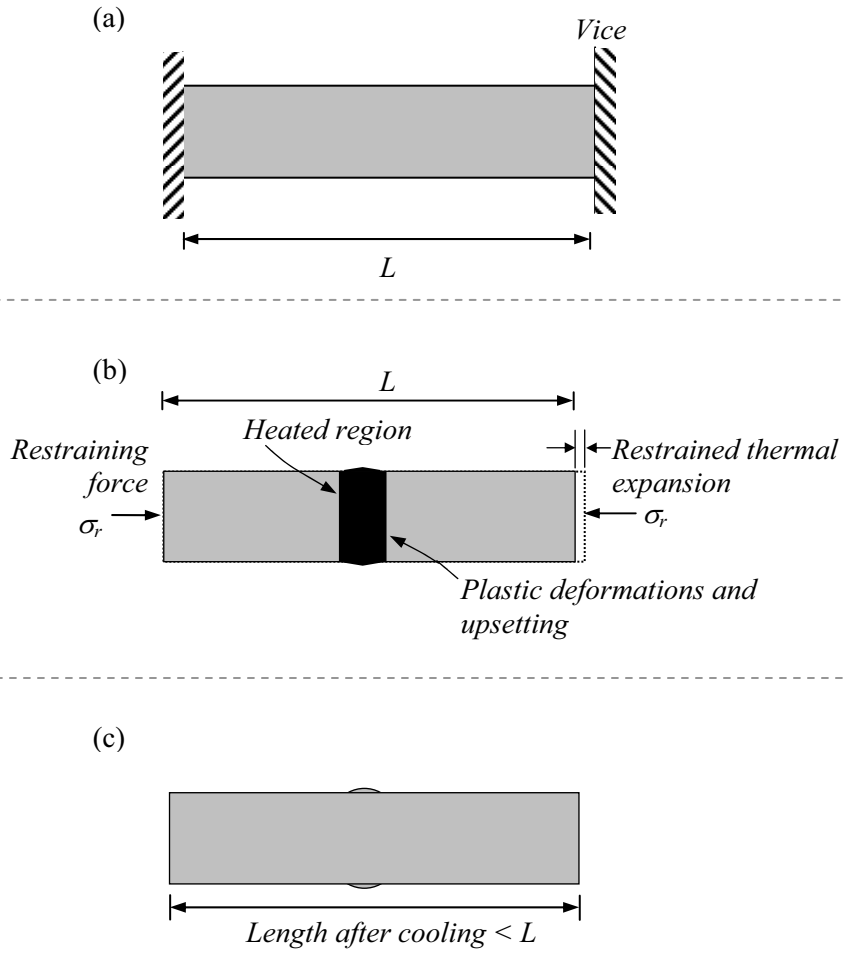 (a)
Vice
L
(b)
L
Heated region
Restraining
force
σr
Restrained thermal
expansion
σr
Plastic deformations and
upsetting
(c)
Length after cooling < L